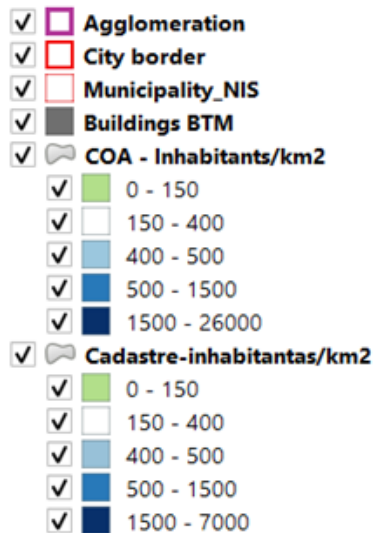 Agglomeration
City border
Municipality_NIS
Buildings BTM
COA - Inhabitants/km2
0 - 150
150 - 400
400 - 500
500 - 1500
1500 - 26000
Cadastre-inhabitantas/km2
0 - 150
150 - 400
400 - 500
500 - 1500
1500 - 7000